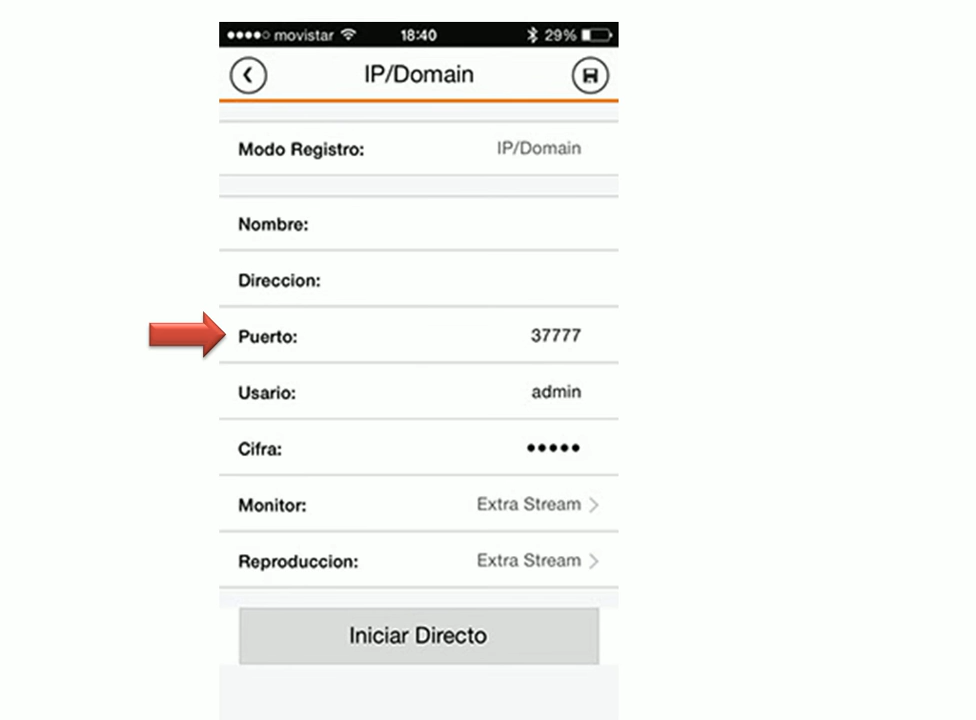 movistar 18:40 29%
IP/Domain
Modo Registro: IP/Domain
Nombre:
Direccion:
Puerto: 37777
Usario: admin
Cifra: •••••
Monitor: Extra Stream
Reproduccion: Extra Stream
Iniciar Directo